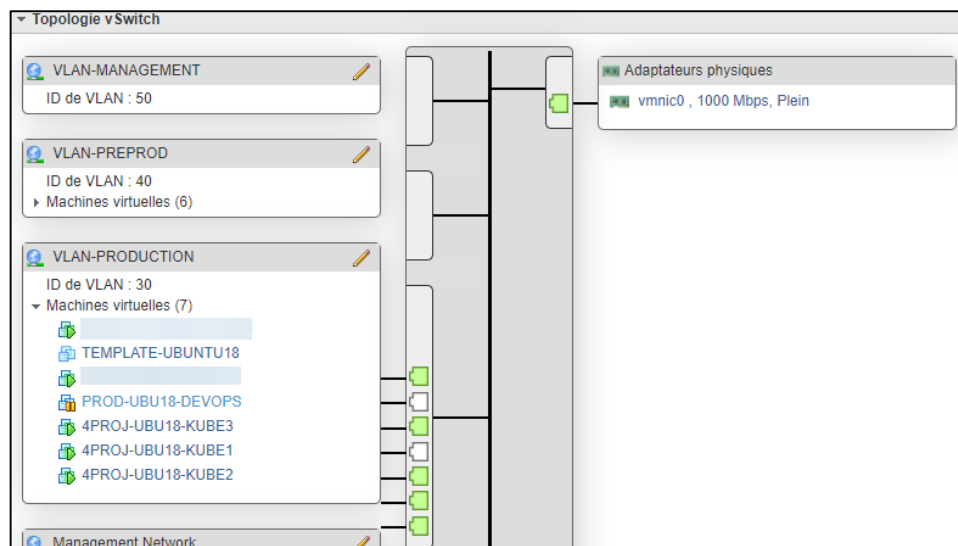 Topologie vSwitch
VLAN-MANAGEMENT
ID de VLAN : 50
VLAN-PREPROD
ID de VLAN : 40
Machines virtuelles (6)
VLAN-PRODUCTION
ID de VLAN : 30
Machines virtuelles (7)
TEMPLATE-UBUNTU18
PROD-UBU18-DEVOPS
4PROJ-UBU18-KUBE3
4PROJ-UBU18-KUBE1
4PROJ-UBU18-KUBE2
Management Network
Adaptateurs physiques
vmnic0 , 1000 Mbps, Plein